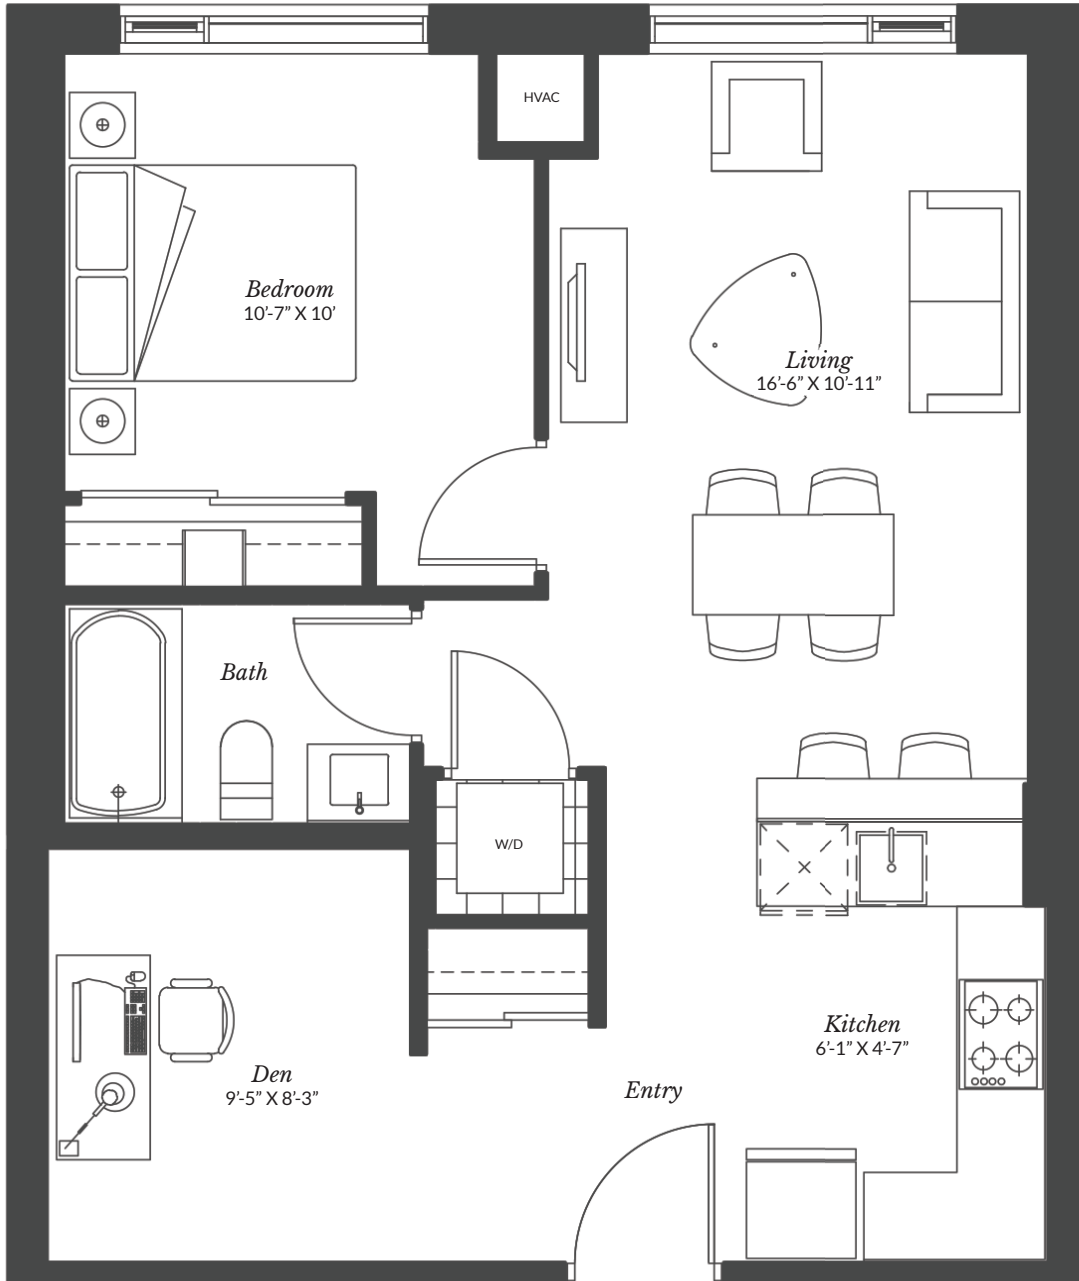 HVAC
Bedroom
10’-7” X 10’
Living
16’-6” X 10’-11”
Bath
W/D
Kitchen
6’-1” X 4’-7”
Den
9’-5” X 8’-3”
Entry